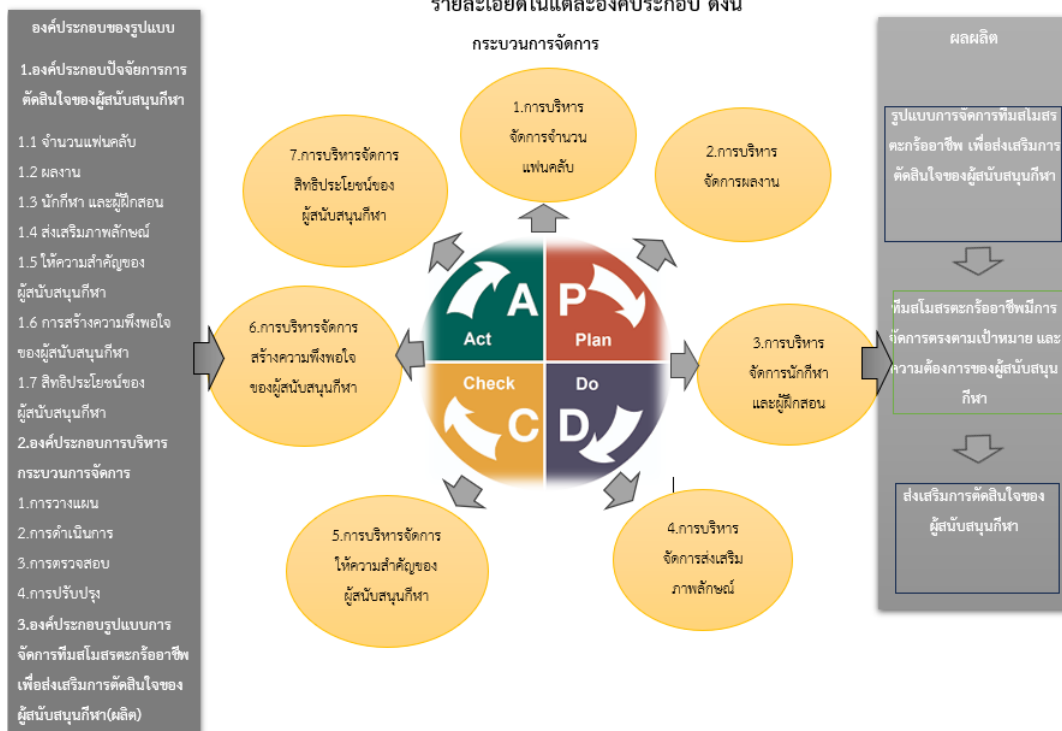 รายละเอียดในแต่ละองค์ประกอบ ดังนี้
กระบวนการจัดการ
องค์ประกอบของรูปแบบ
1.องค์ประกอบปัจจัยการการ
ตัดสินใจของผู้สนับสนุนกีฬา
1.1 จำนวนแฟนคลับ
1.2 ผลงาน
1.3 นักกีฬา และผู้ฝึกสอน
1.4 ส่งเสริมภาพลักษณ์
1.5 ให้ความสำคัญของ
ผู้สนับสนุนกีฬา
1.6 การสร้างความพึงพอใจ
ของผู้สนับสนุนกีฬา
1.7 สิทธิประโยชน์ของ
ผู้สนับสนุนกีฬา
2.องค์ประกอบการบริหาร
กระบวนการจัดการ
1.การวางแผน
2.การดำเนินการ
3.การตรวจสอบ
4.การปรับปรุง
3.องค์ประกอบรูปแบบการ
จัดการทีมสโมสรตะกร้ออาชีพ
เพื่อส่งเสริมการตัดสินใจของ
ผู้สนับสนุนกีฬา(ผลิต)
1.การบริหาร
จัดการจำนวน
แฟนคลับ
2.การบริหาร
จัดการผลงาน
3.การบริหาร
จัดการนักกีฬา
และผู้ฝึกสอน
4.การบริหาร
จัดการส่งเสริม
ภาพลักษณ์
5.การบริหารจัดการ
ให้ความสำคัญของ
ผู้สนับสนุนกีฬา
6.การบริหารจัดการ
สร้างความพึงพอใจ
ของผู้สนับสนุนกีฬา
7.การบริหารจัดการ
สิทธิประโยชน์ของ
ผู้สนับสนุนกีฬา
A
Act
P
Plan
Check
C
Do
D
ผลผลิต
รูปแบบการจัดการทีมสโมสร
ตะกร้ออาชีพ เพื่อส่งเสริมการ
ตัดสินใจของผู้สนับสนุนกีฬา
ทีมสโมสรตะกร้ออาชีพมีการ
จัดการตรงตามเป้าหมาย และ
ความต้องการของผู้สนับสนุน
กีฬา
ส่งเสริมการตัดสินใจของ
ผู้สนับสนุนกีฬา